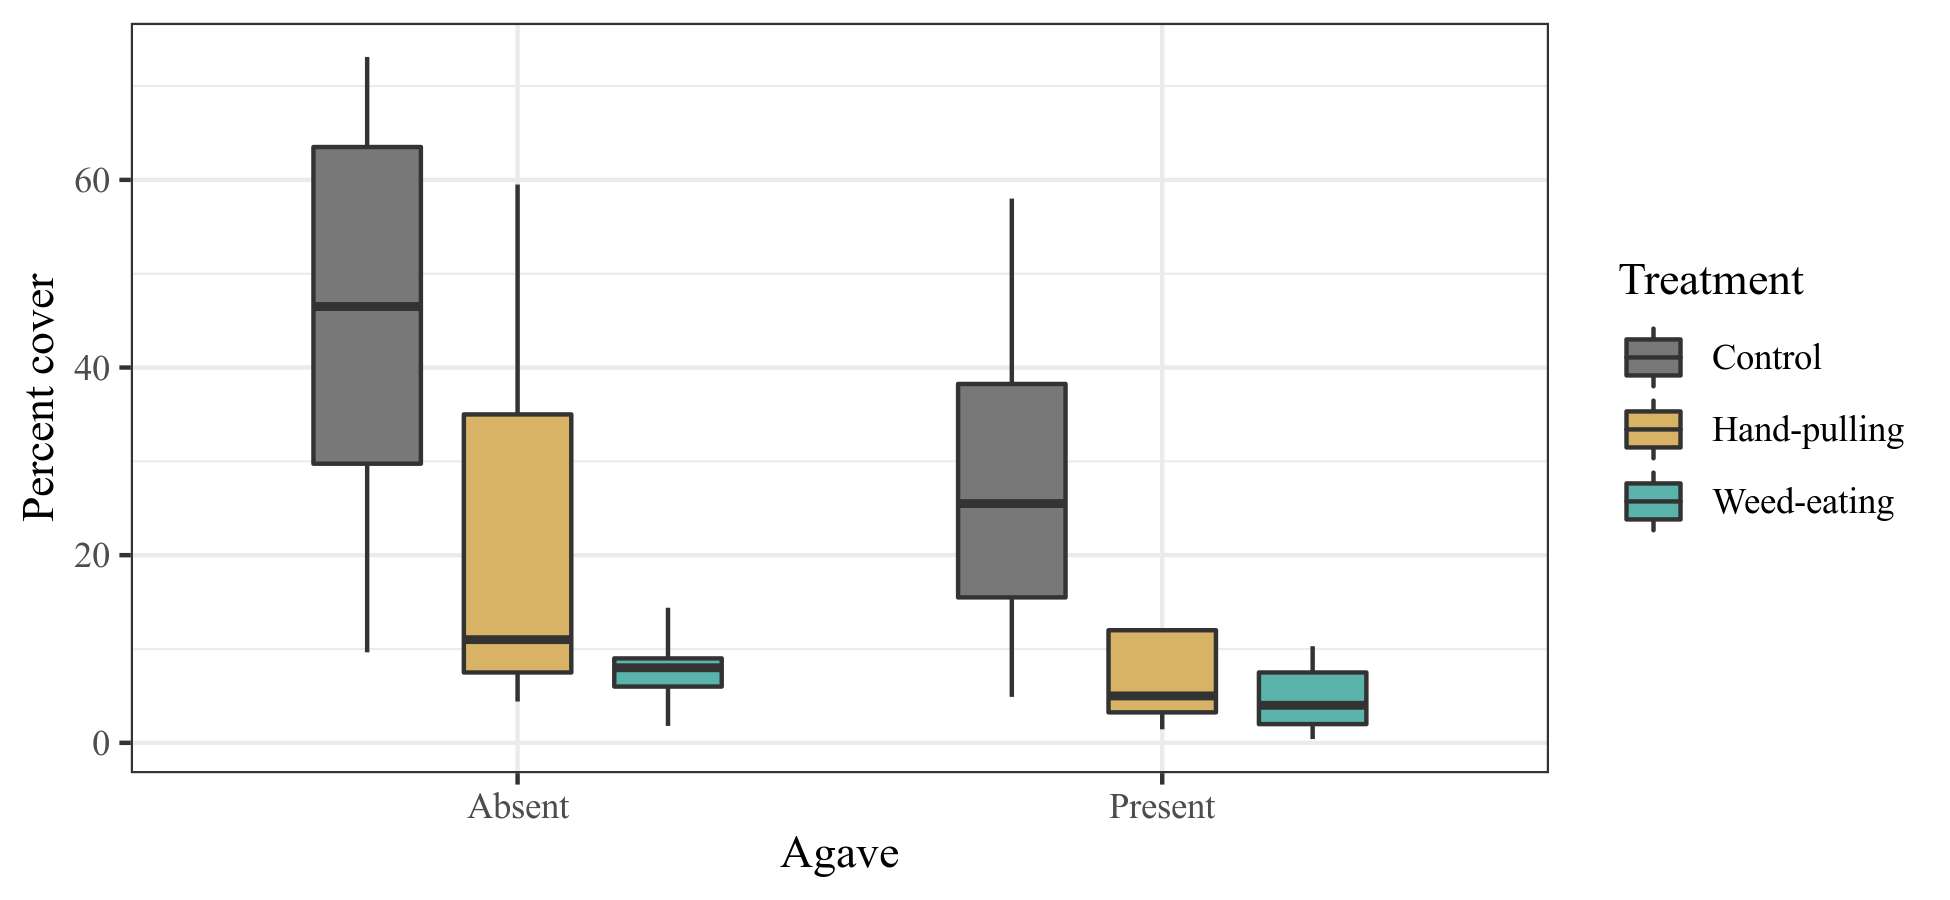 Percent cover
60
40
20
0
Absent
Present
Agave
Treatment
Control
Hand-pulling
Weed-eating